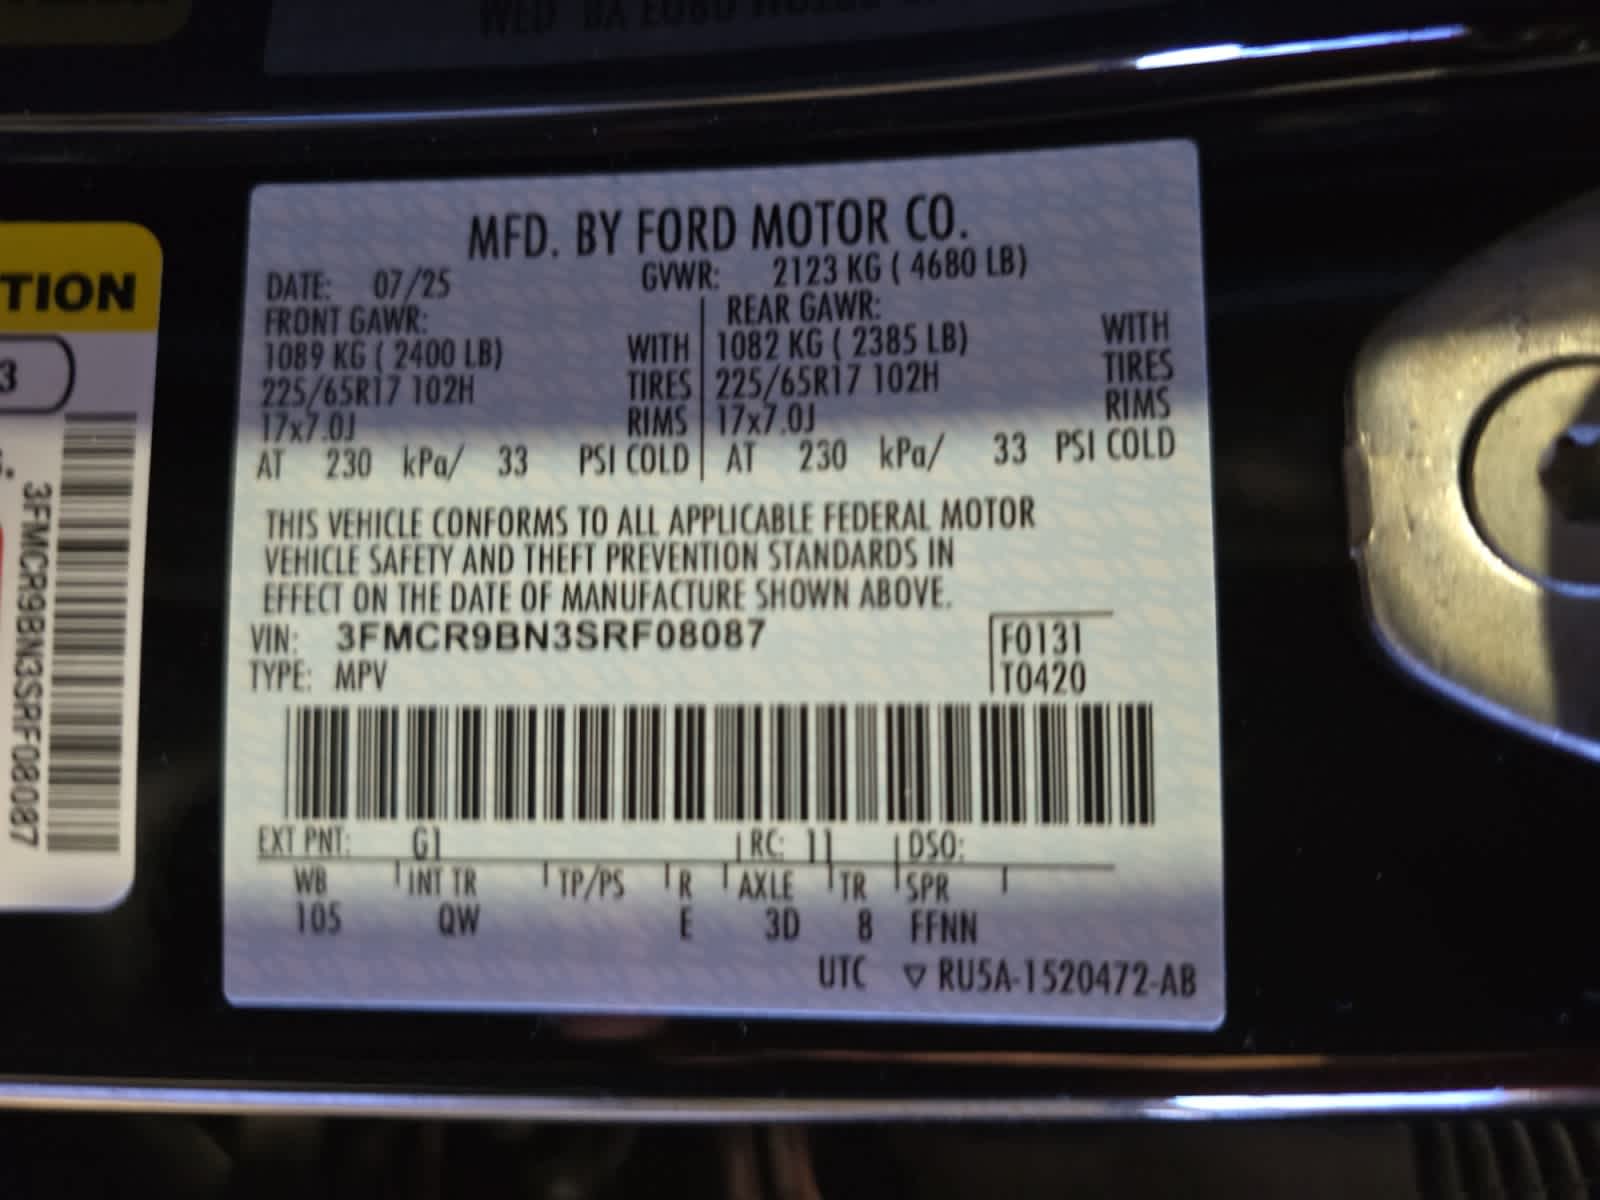 MFD. BY FORD MOTOR CO.
DATE: 07/25 GVWR: 2123 KG ( 4680 LB)
FRONT GAWR: REAR GAWR:
1089 KG ( 2400 LB) WITH 1082 KG ( 2385 LB) WITH
225/65R17 102H TIRES 225/65R17 102H TIRES
17x7.0J RIMS 17x7.0J RIMS
AT 230 kPa/ 33 PSI COLD AT 230 kPa/ 33 PSI COLD
THIS VEHICLE CONFORMS TO ALL APPLICABLE FEDERAL MOTOR
VEHICLE SAFETY AND THEFT PREVENTION STANDARDS IN
EFFECT ON THE DATE OF MANUFACTURE SHOWN ABOVE.
VIN: 3FMCR9BN3SRF08087 F0131
TYPE: MPV T0420
EXT PNT: G1 RC: 11 DSO:
WB INT TR TP/PS R AXLE TR SPR
105 QW E 3D 8 FFNN
UTC ▽ RU5A-1520472-AB
TION
3
3FMCR9BN3SRF08087